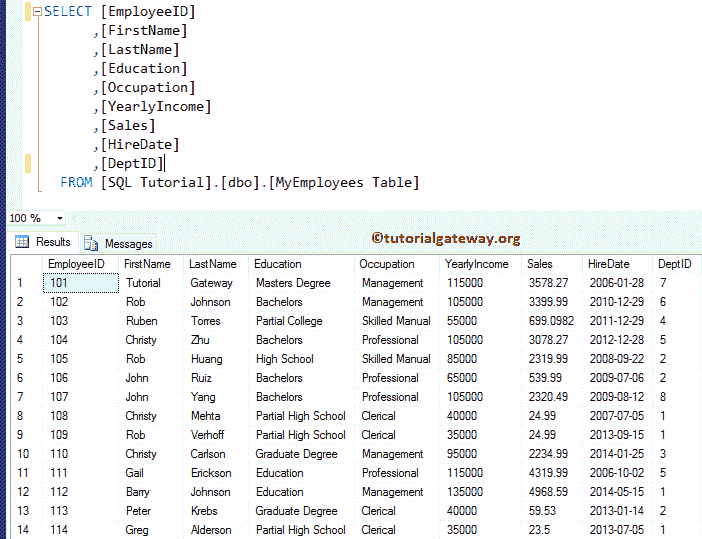 SELECT [EmployeeID]
,[FirstName]
,[LastName]
,[Education]
,[Occupation]
,[YearlyIncome]
,[Sales]
,[HireDate]
,[DeptID]
FROM [SQL Tutorial].[dbo].[MyEmployees Table]
100 %
Results Messages ©tutorialgateway.org
EmployeeID FirstName LastName Education Occupation YearlyIncome Sales HireDate DeptID
1 101 Tutorial Gateway Masters Degree Management 115000 3578.27 2006-01-28 7
2 102 Rob Johnson Bachelors Management 105000 3399.99 2010-12-29 6
3 103 Ruben Torres Partial College Skilled Manual 55000 699.0982 2011-12-29 4
4 104 Christy Zhu Bachelors Professional 105000 3078.27 2012-12-28 5
5 105 Rob Huang High School Skilled Manual 85000 2319.99 2008-09-22 2
6 106 John Ruiz Bachelors Professional 65000 539.99 2009-07-06 2
7 107 John Yang Bachelors Professional 105000 2320.49 2009-08-12 8
8 108 Christy Mehta Partial High School Clerical 40000 24.99 2007-07-05 1
9 109 Rob Verhoff Partial High School Clerical 35000 24.99 2013-09-15 1
10 110 Christy Carlson Graduate Degree Management 95000 2234.99 2014-01-25 3
11 111 Gail Erickson Education Professional 115000 4319.99 2006-10-02 5
12 112 Barry Johnson Education Management 135000 4968.59 2014-05-15 1
13 113 Peter Krebs Graduate Degree Clerical 40000 59.53 2013-01-14 2
14 114 Greg Alderson Partial High School Clerical 35000 23.5 2013-07-05 1